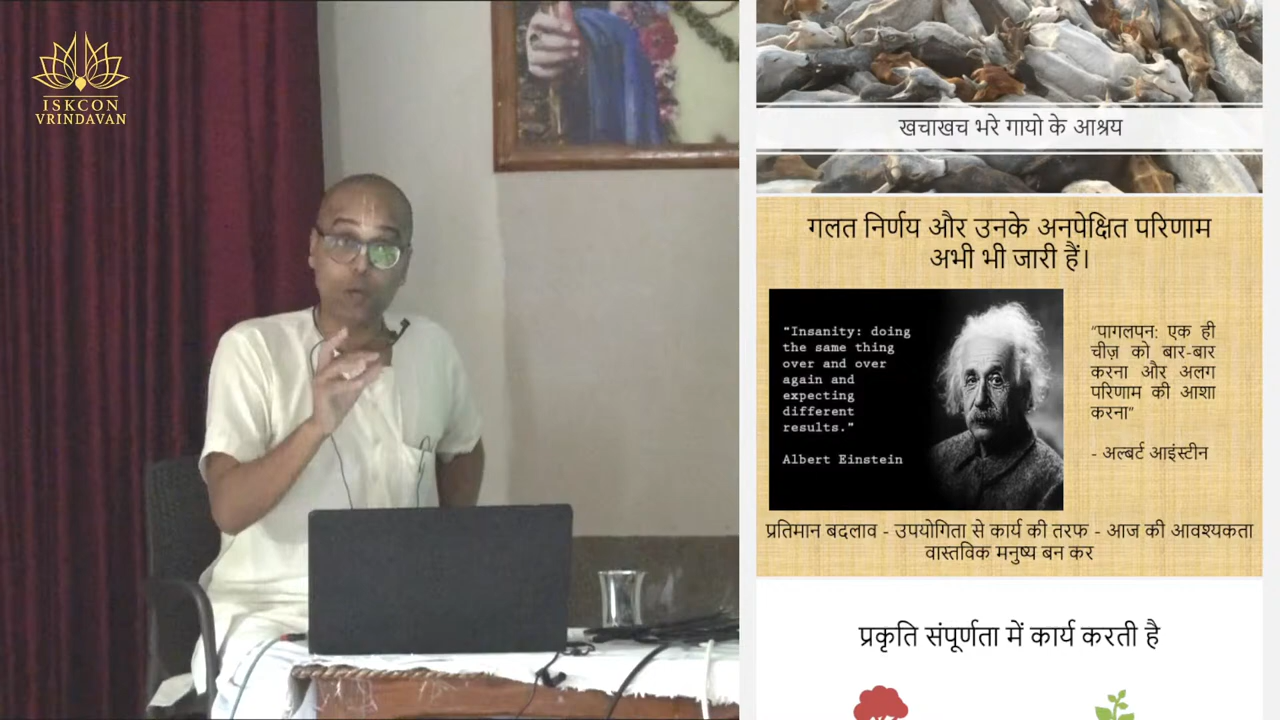 ISKCON
VRINDAVAN
खचाखच भरे गायो के आश्रय
गलत निर्णय और उनके अनपेक्षित परिणाम
अभी भी जारी हैं।
"Insanity: doing
the same thing
over and over
again and
expecting
different
results."
Albert Einstein
“पागलपन: एक ही
चीज़ को बार-बार
करना और अलग
परिणाम की आशा
करना”
- अल्बर्ट आइंस्टीन
प्रतिमान बदलाव - उपयोगिता से कार्य की तरफ - आज की आवश्यकता
वास्तविक मनुष्य बन कर
प्रकृति संपूर्णता में कार्य करती है